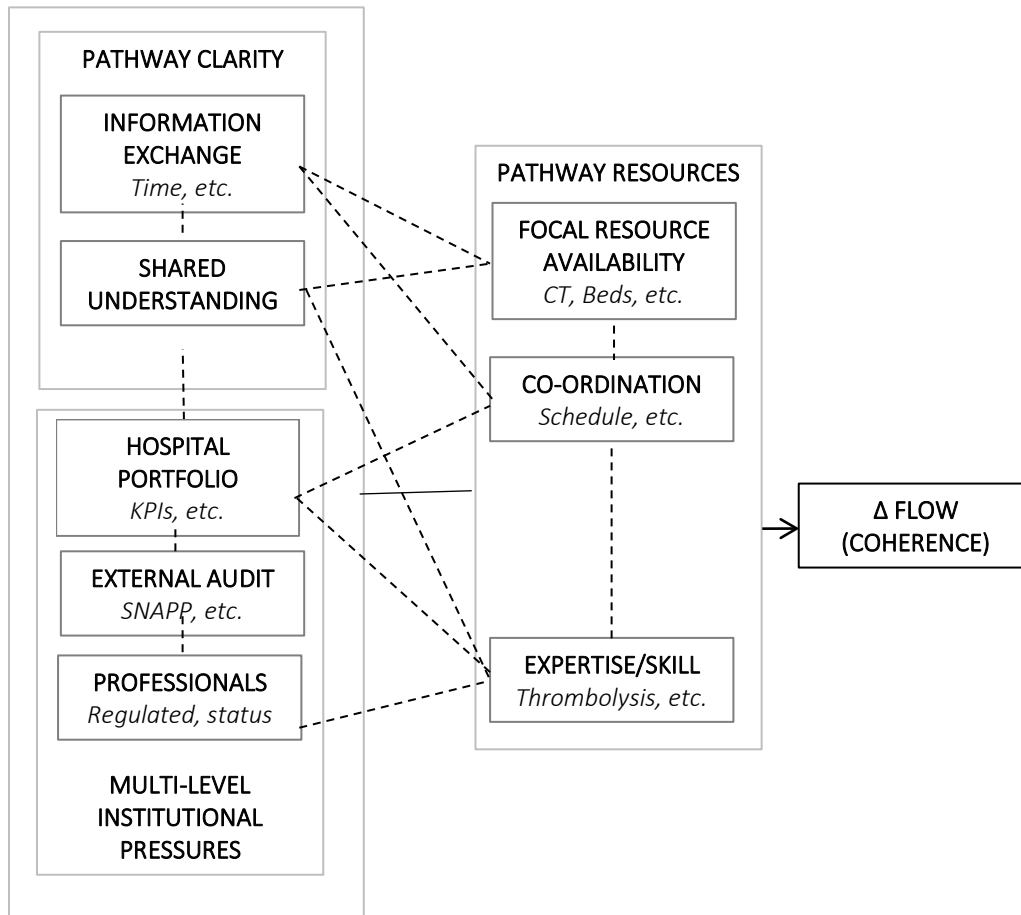 PATHWAY CLARITY
INFORMATION
EXCHANGE
Time, etc.
SHARED
UNDERSTANDING
HOSPITAL
PORTFOLIO
KPIs, etc.
EXTERNAL AUDIT
SNAPP, etc.
PROFESSIONALS
Regulated, status
MULTI-LEVEL
INSTITUTIONAL
PRESSURES
PATHWAY RESOURCES
FOCAL RESOURCE
AVAILABILITY
CT, Beds, etc.
CO-ORDINATION
Schedule, etc.
EXPERTISE/SKILL
Thrombolysis, etc.
Δ FLOW
(COHERENCE)